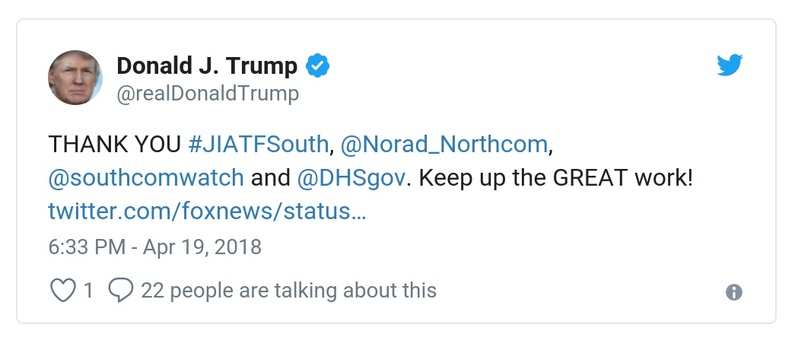 Donald J. Trump
@realDonaldTrump
THANK YOU #JIATFSouth, @Norad_Northcom,
@southcomwatch and @DHSgov. Keep up the GREAT work!
twitter.com/foxnews/status…
6:33 PM - Apr 19, 2018
1 22 people are talking about this